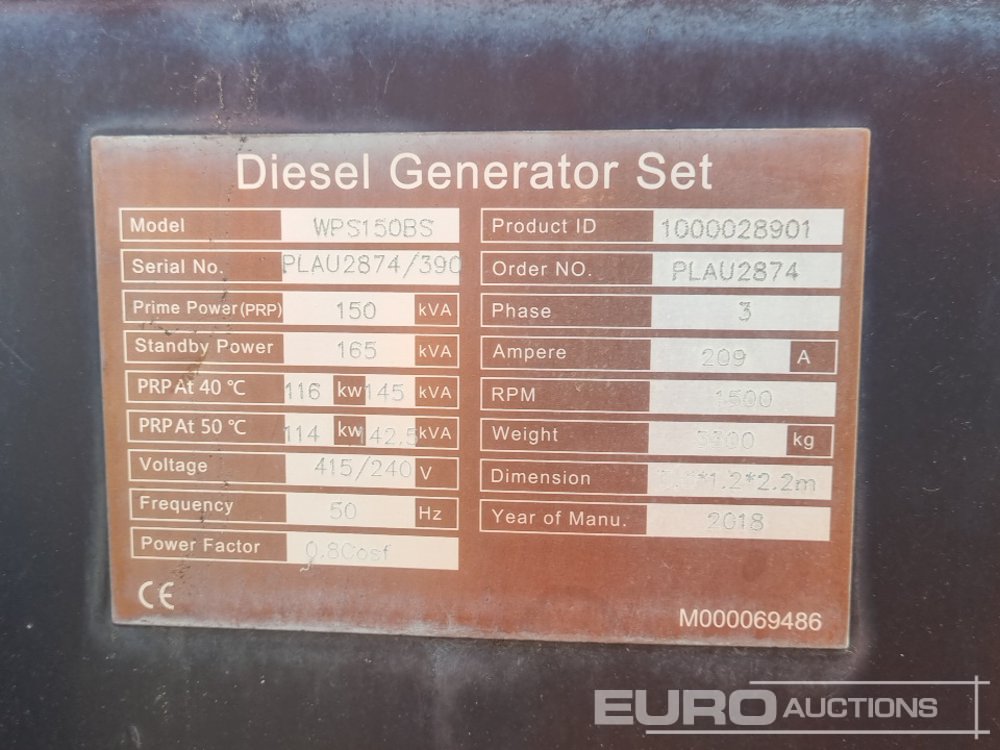 Diesel Generator Set
Model WPS150BS
Serial No. PLAU2874/390
Prime Power(PRP) 150 kVA
Standby Power 165 kVA
PRP At 40 ℃ 116 kw 145 kVA
PRP At 50 ℃ 114 kw 142.5 kVA
Voltage 415/240 V
Frequency 50 Hz
Power Factor 0.8Cosf
CE
Product ID 1000028901
Order NO. PLAU2874
Phase 3
Ampere 209 A
RPM 1500
Weight kg
Dimension
Year of Manu. 2018
M000069486
EURO AUCTIONS